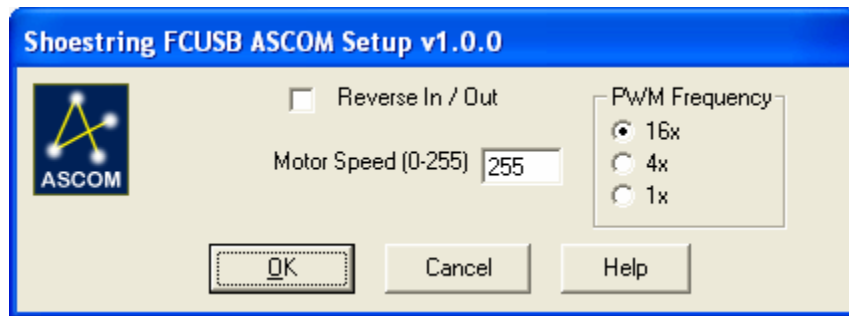 Shoestring FCUSB ASCOM Setup v1.0.0
Reverse In / Out
PWM Frequency
16x
Motor Speed (0-255) 255
4x
ASCOM
1x
OK
Cancel
Help